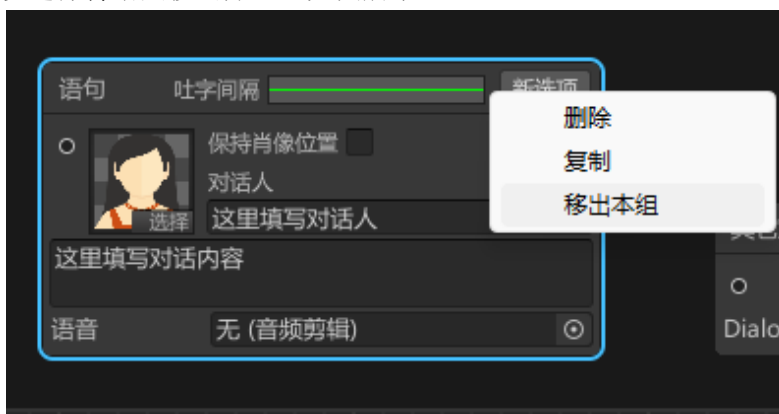 语句
吐字间隔
新选项
删除
保持肖像位置
复制
对话人
移出本组
选择
这里填写对话人
这里填写对话内容
语音
无 (音频剪辑)
Dialo